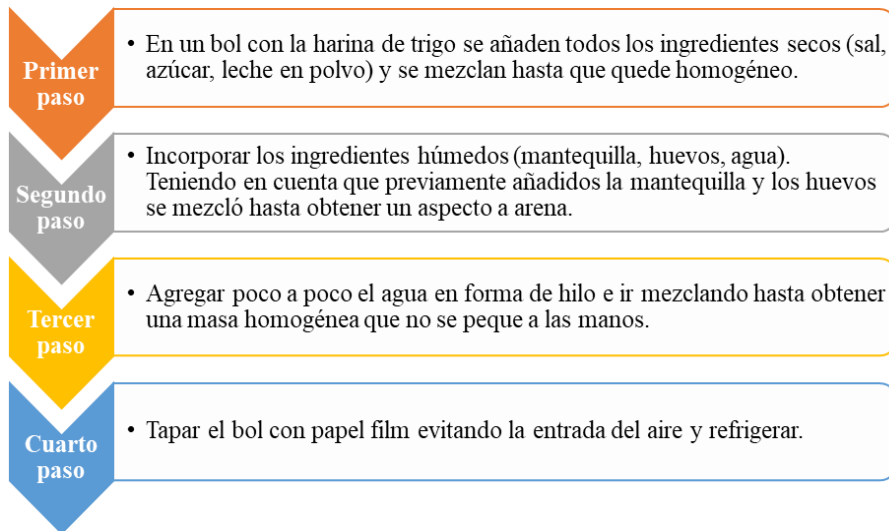 Primer
paso
• En un bol con la harina de trigo se añaden todos los ingredientes secos (sal,
azúcar, leche en polvo) y se mezclan hasta que quede homogéneo.
Segundo
paso
• Incorporar los ingredientes húmedos (mantequilla, huevos, agua).
Teniendo en cuenta que previamente añadidos la mantequilla y los huevos
se mezcló hasta obtener un aspecto a arena.
Tercer
paso
• Agregar poco a poco el agua en forma de hilo e ir mezclando hasta obtener
una masa homogénea que no se peque a las manos.
Cuarto
paso
• Tapar el bol con papel film evitando la entrada del aire y refrigerar.